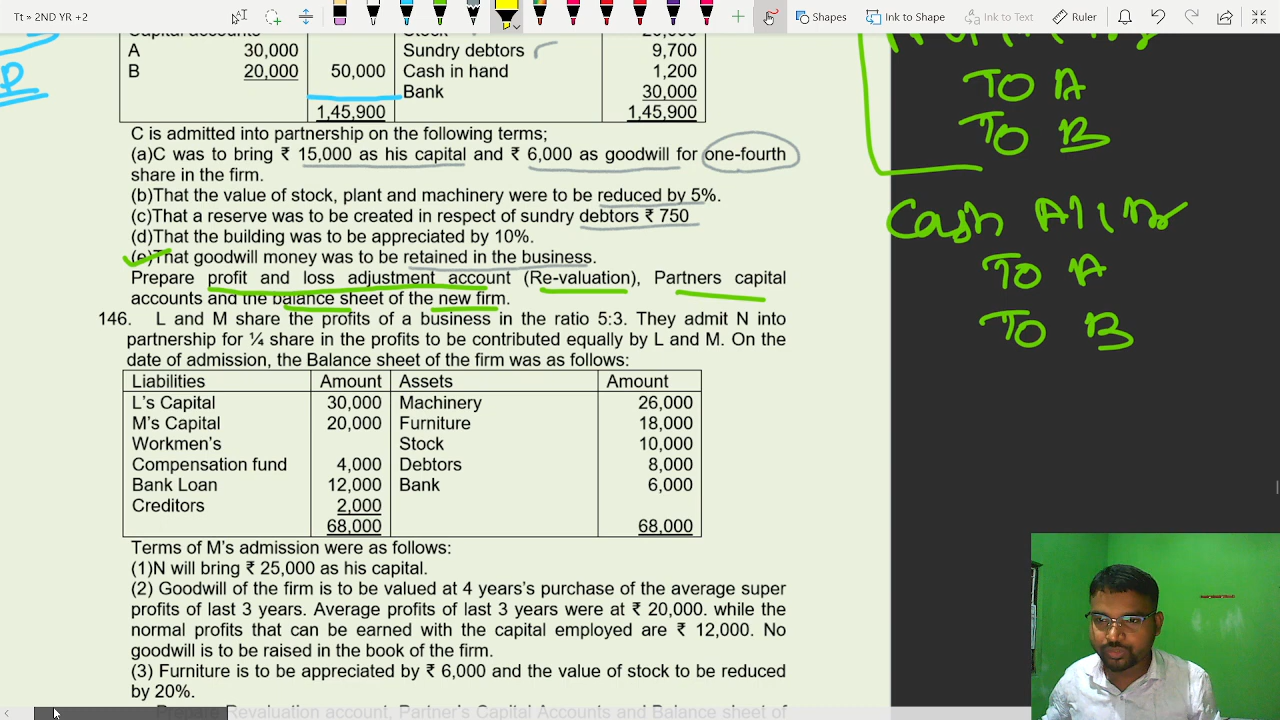 Tt » 2ND YR +2
Shapes Ink to Shape Ink to Text Ruler
A 30,000 Sundry debtors 9,700
B 20,000 50,000 Cash in hand 1,200
Bank 30,000
1,45,900 1,45,900
C is admitted into partnership on the following terms;
(a)C was to bring ₹ 15,000 as his capital and ₹ 6,000 as goodwill for one-fourth
share in the firm.
(b)That the value of stock, plant and machinery were to be reduced by 5%.
(c)That a reserve was to be created in respect of sundry debtors ₹ 750
(d)That the building was to be appreciated by 10%.
(e)That goodwill money was to be retained in the business.
Prepare profit and loss adjustment account (Re-valuation), Partners capital
accounts and the balance sheet of the new firm.
146. L and M share the profits of a business in the ratio 5:3. They admit N into
partnership for ¼ share in the profits to be contributed equally by L and M. On the
date of admission, the Balance sheet of the firm was as follows:
Liabilities Amount Assets Amount
L's Capital 30,000 Machinery 26,000
M's Capital 20,000 Furniture 18,000
Workmen's Stock 10,000
Compensation fund 4,000 Debtors 8,000
Bank Loan 12,000 Bank 6,000
Creditors 2,000
68,000 68,000
Terms of M's admission were as follows:
(1)N will bring ₹ 25,000 as his capital.
(2) Goodwill of the firm is to be valued at 4 years's purchase of the average super
profits of last 3 years. Average profits of last 3 years were at ₹ 20,000. while the
normal profits that can be earned with the capital employed are ₹ 12,000. No
goodwill is to be raised in the book of the firm.
(3) Furniture is to be appreciated by ₹ 6,000 and the value of stock to be reduced
by 20%.
Prepare Revaluation account, Partner's Capital Accounts and Balance sheet of
TO A
TO B
Cash A/c Dr
TO A
TO B